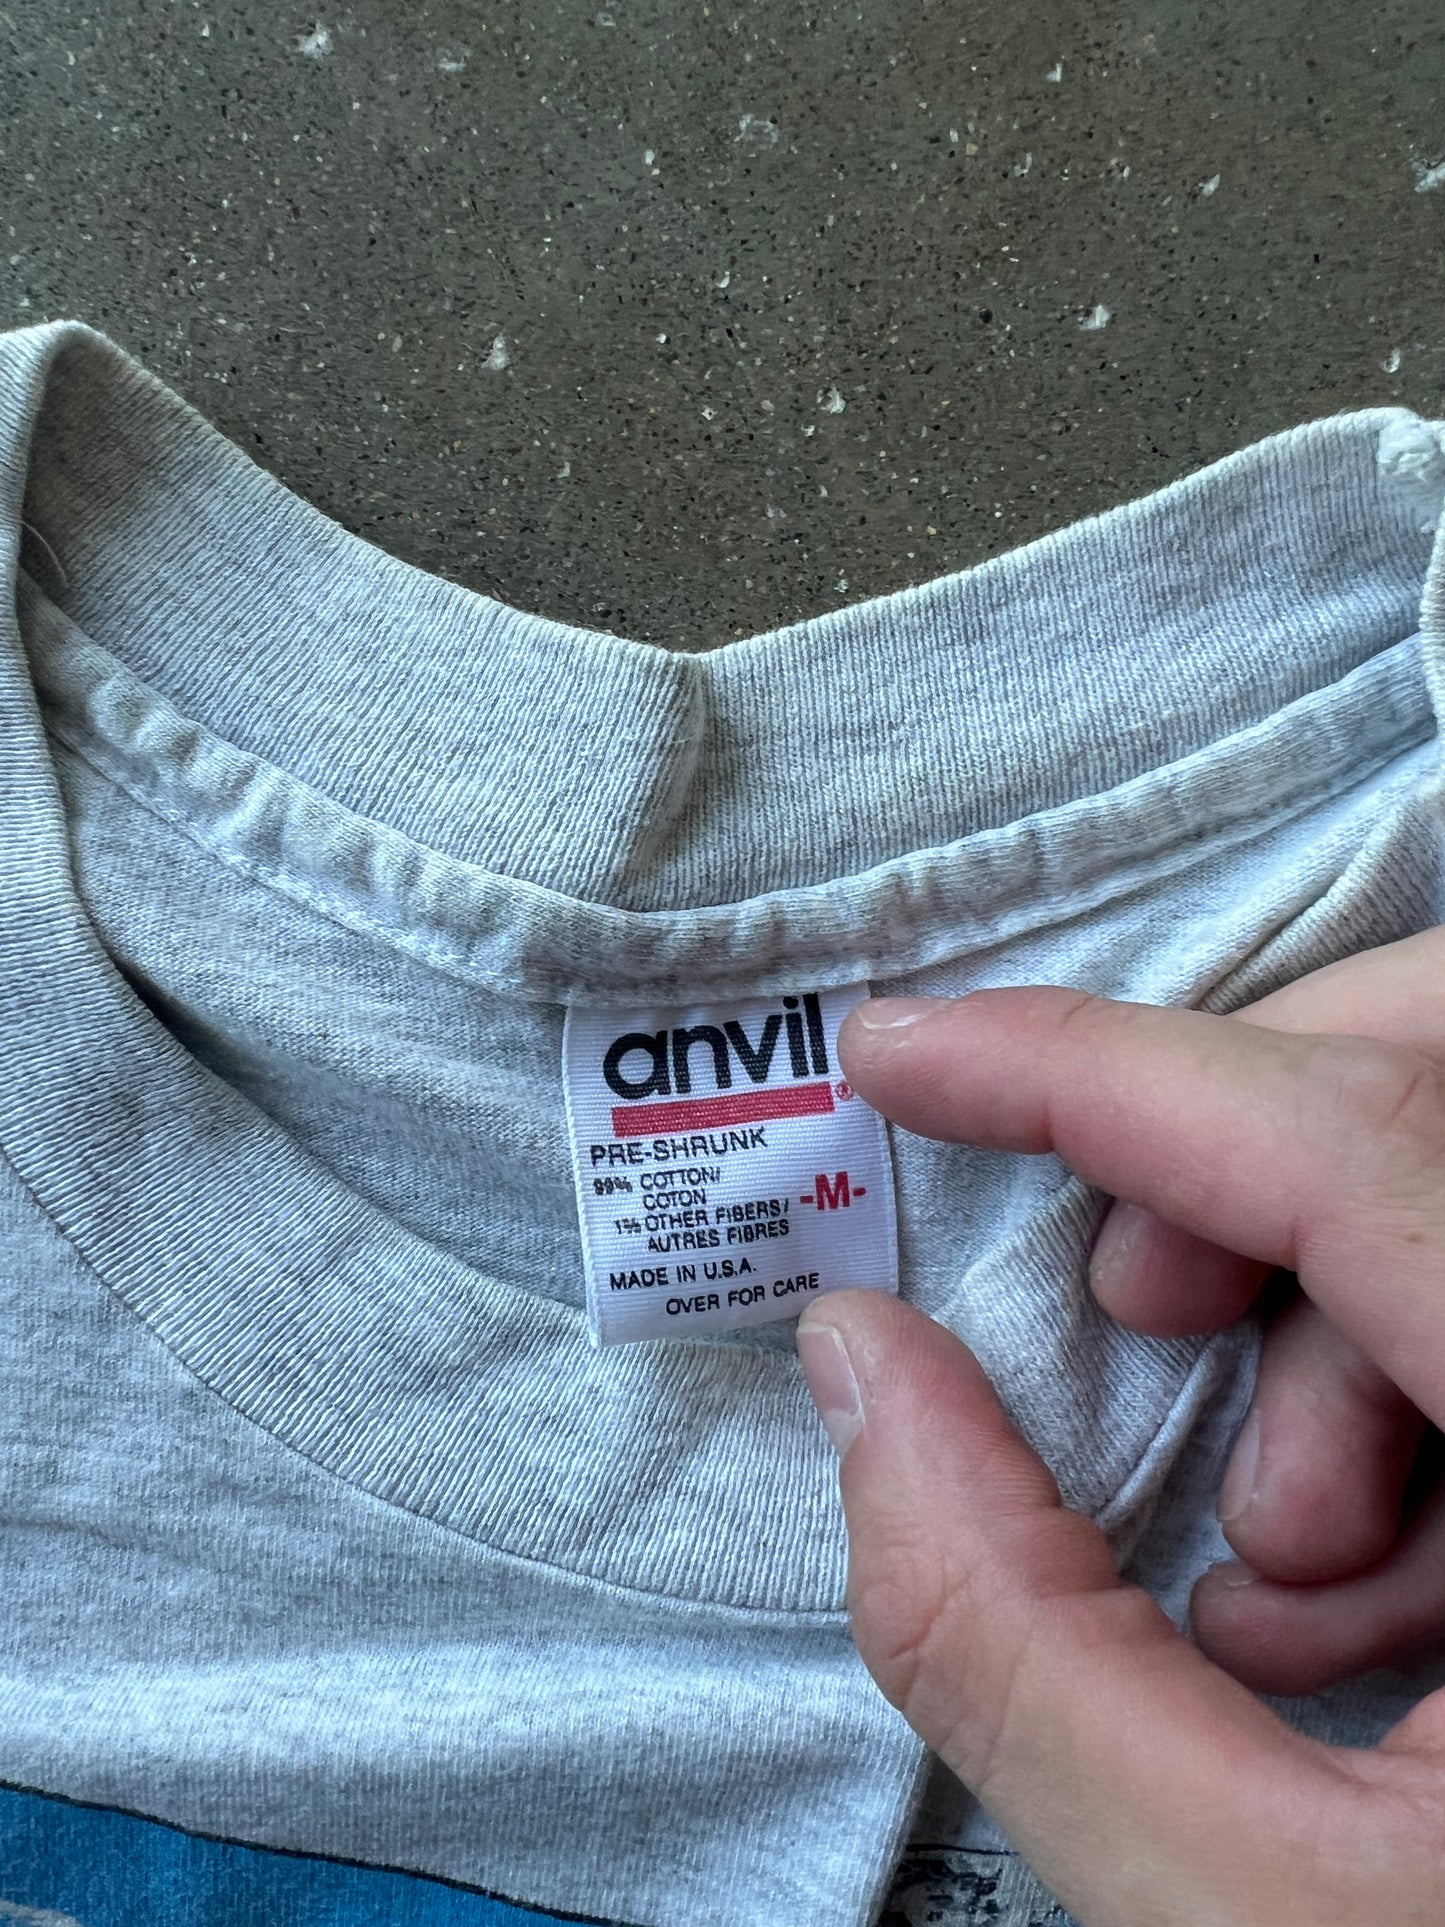 anvil®
PRE-SHRUNK
99% COTTON/
COTON
-M-
1% OTHER FIBERS/
AUTRES FIBRES
MADE IN U.S.A.
OVER FOR CARE